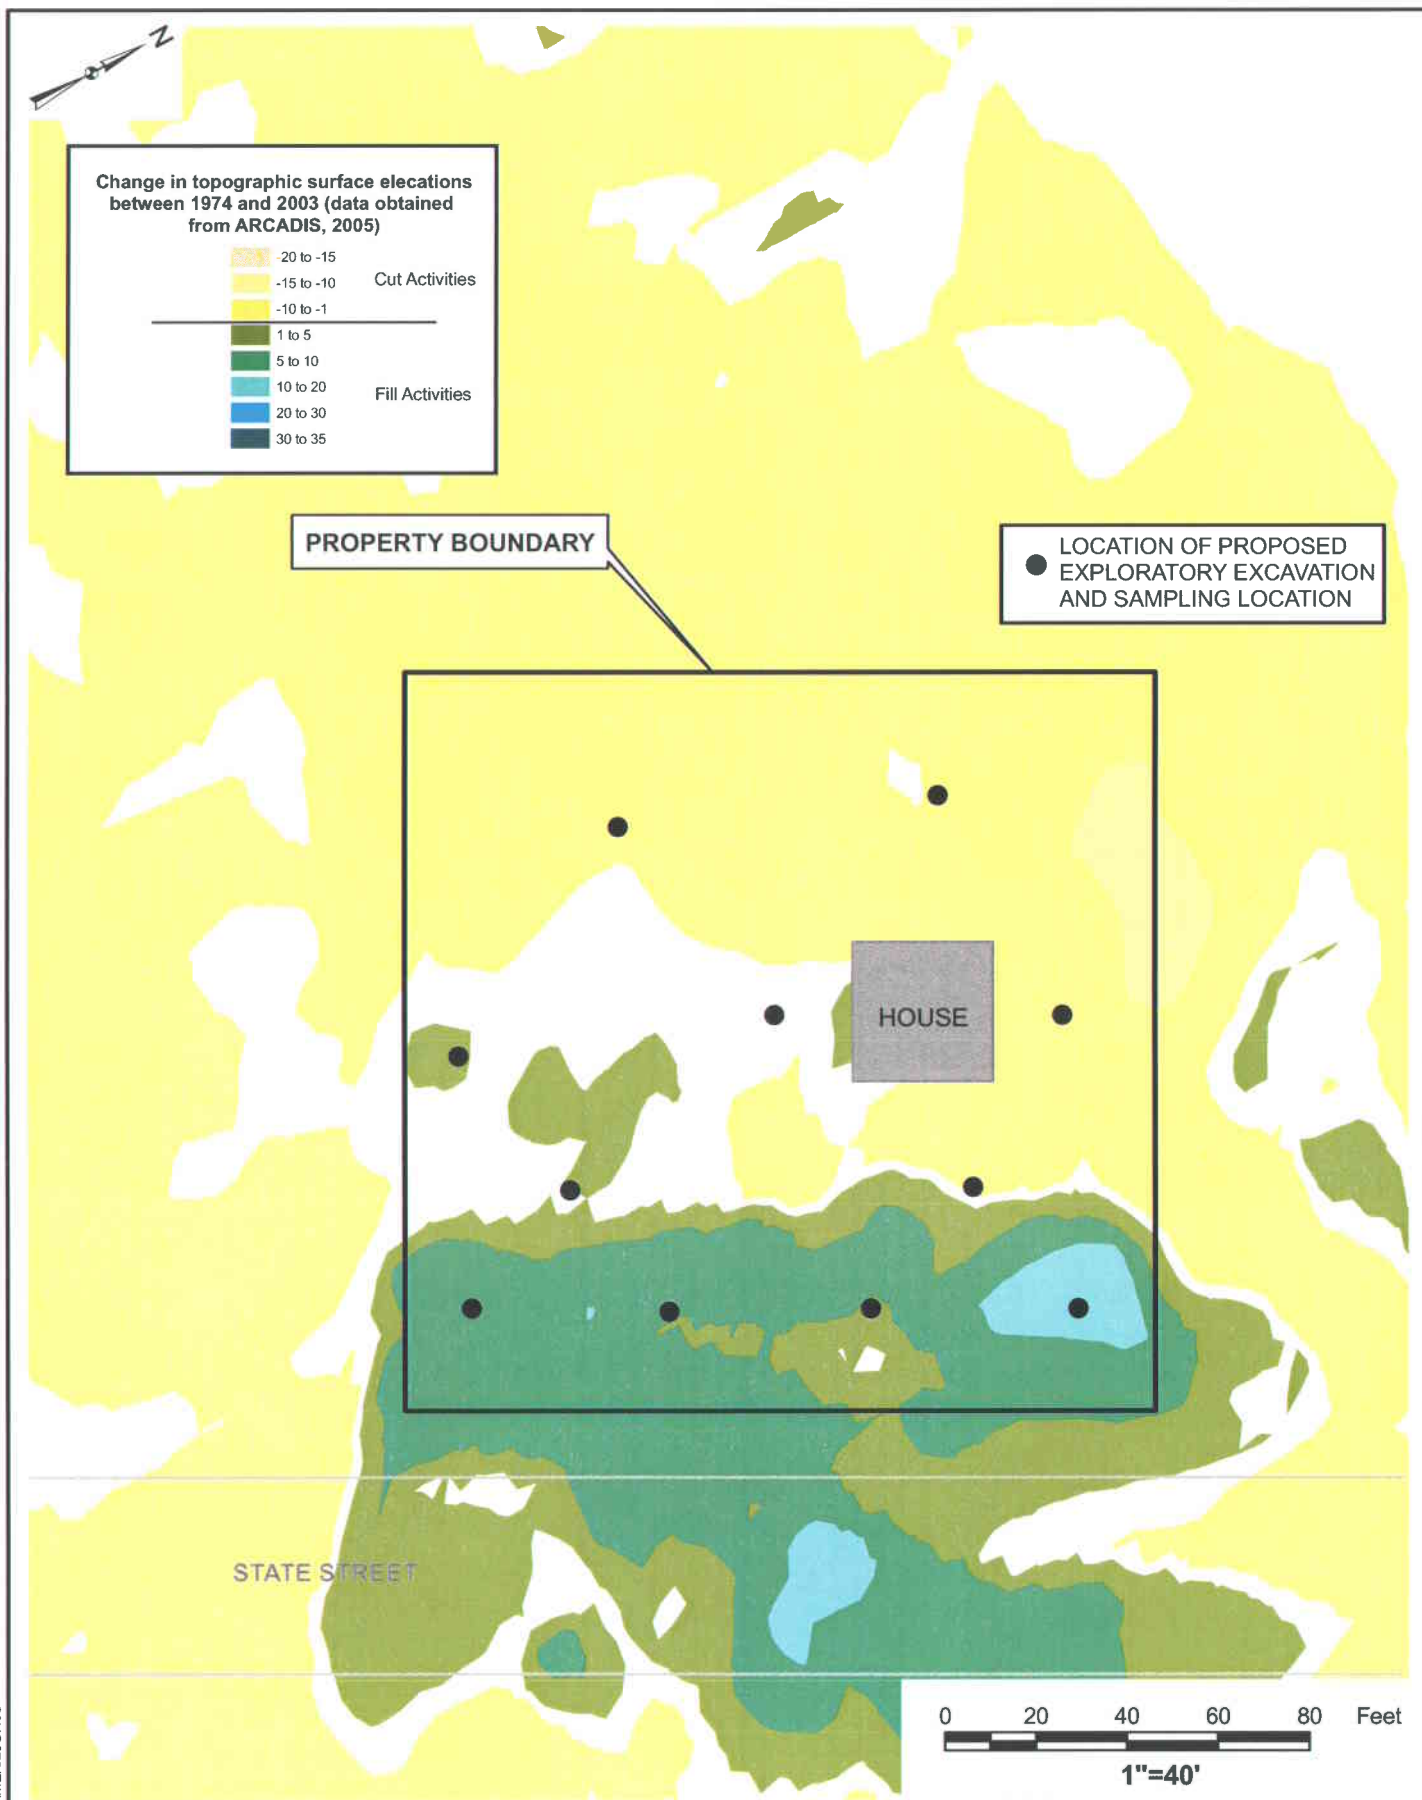 N
Change in topographic surface elecations
between 1974 and 2003 (data obtained
from ARCADIS, 2005)
-20 to -15
-15 to -10
Cut Activities
-10 to -1
1 to 5
5 to 10
10 to 20
Fill Activities
20 to 30
30 to 35
PROPERTY BOUNDARY
LOCATION OF PROPOSED
EXPLORATORY EXCAVATION
AND SAMPLING LOCATION
HOUSE
STATE STREET
0 20 40 60 80 Feet
1"=40'